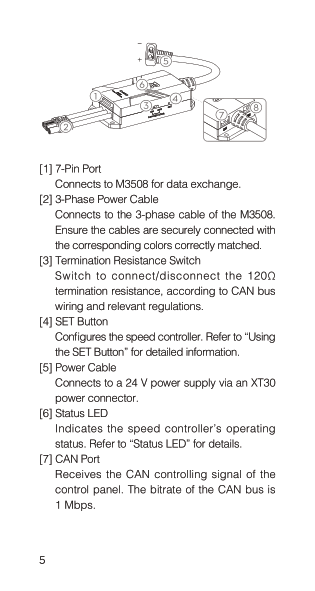 −
+
5
6
1
3
4
2
7
8
[1] 7-Pin Port
Connects to M3508 for data exchange.
[2] 3-Phase Power Cable
Connects to the 3-phase cable of the M3508.
Ensure the cables are securely connected with
the corresponding colors correctly matched.
[3] Termination Resistance Switch
Switch to connect/disconnect the 120Ω
termination resistance, according to CAN bus
wiring and relevant regulations.
[4] SET Button
Configures the speed controller. Refer to “Using
the SET Button” for detailed information.
[5] Power Cable
Connects to a 24 V power supply via an XT30
power connector.
[6] Status LED
Indicates the speed controller’s operating
status. Refer to “Status LED” for details.
[7] CAN Port
Receives the CAN controlling signal of the
control panel. The bitrate of the CAN bus is
1 Mbps.
5